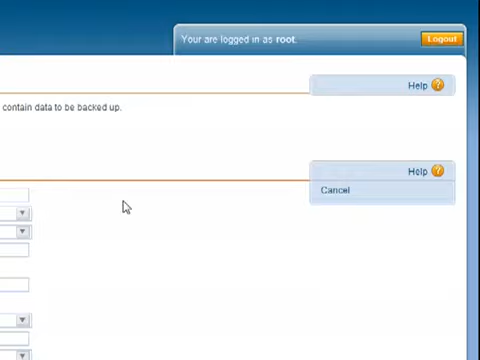 Your are logged in as root.
Logout
Help
contain data to be backed up.
Help
Cancel